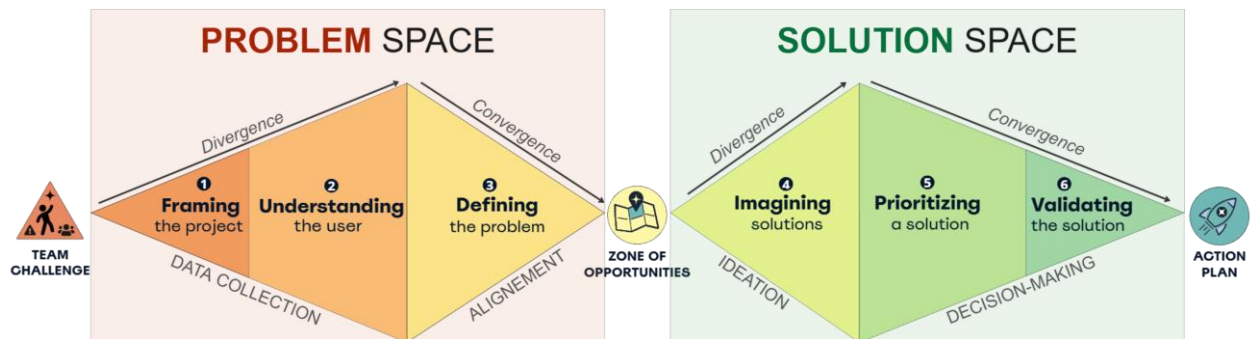 PROBLEM SPACE
SOLUTION SPACE
Divergence
Convergence
Divergence
Convergence
1
Framing
the project
2
Understanding
the user
3
Defining
the problem
4
Imagining
solutions
5
Prioritizing
a solution
6
Validating
the solution
TEAM
CHALLENGE
DATA COLLECTION
ALIGNEMENT
ZONE OF
OPPORTUNITIES
IDEATION
DECISION-MAKING
ACTION
PLAN